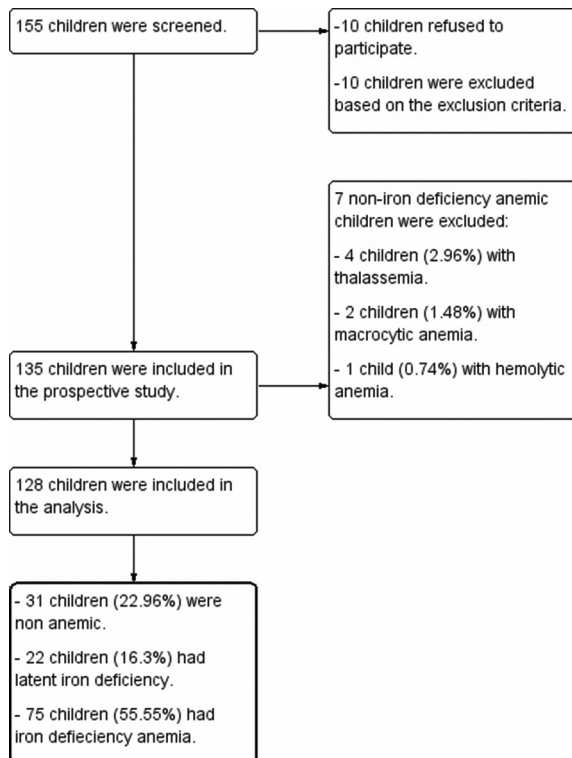 155 children were screened.
-10 children refused to
participate.
-10 children were excluded
based on the exclusion criteria.
7 non-iron deficiency anemic
children were excluded:
- 4 children (2.96%) with
thalassemia.
- 2 children (1.48%) with
macrocytic anemia.
- 1 child (0.74%) with hemolytic
anemia.
135 children were included in
the prospective study.
128 children were included in
the analysis.
- 31 children (22.96%) were
non anemic.
- 22 children (16.3%) had
latent iron deficiency.
- 75 children (55.55%) had
iron defieciency anemia.